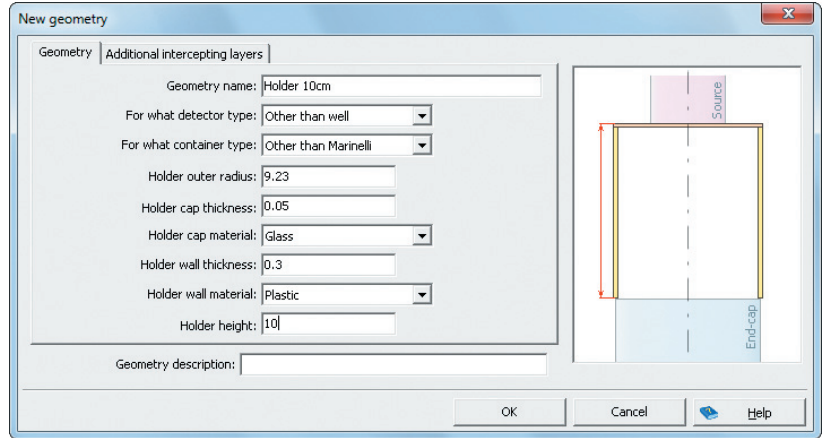 New geometry
Geometry
Additional intercepting layers
Geometry name: Holder 10cm
For what detector type: Other than well
For what container type: Other than Marinelli
Holder outer radius: 9.23
Holder cap thickness: 0.05
Holder cap material: Glass
Holder wall thickness: 0.3
Holder wall material: Plastic
Holder height: 10
Geometry description:
Source
End-cap
OK
Cancel
Help